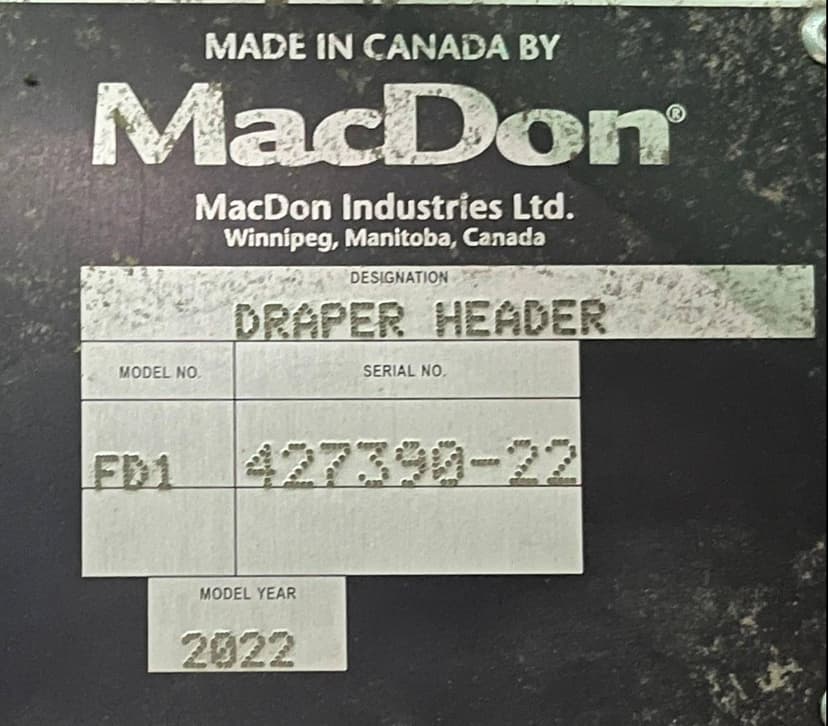 MADE IN CANADA BY
MacDon®
MacDon Industries Ltd.
Winnipeg, Manitoba, Canada
DESIGNATION
DRAPER HEADER
MODEL NO. SERIAL NO.
FD1 427390-22
MODEL YEAR
2022